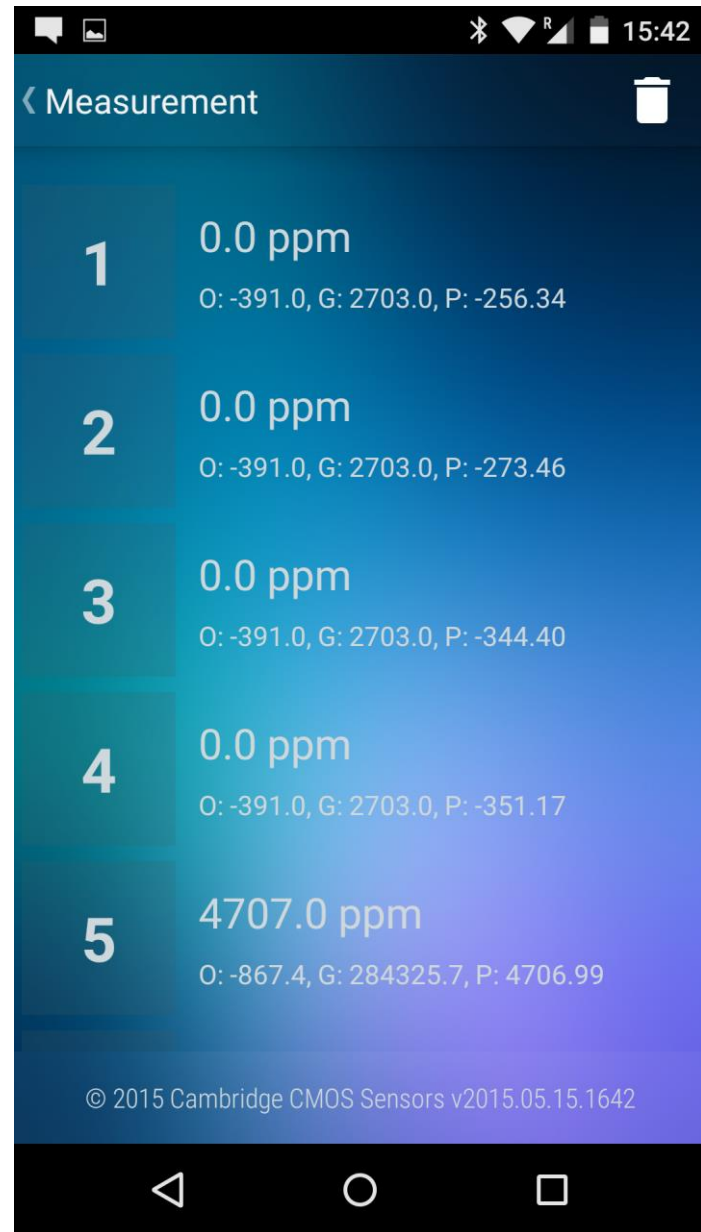 R 15:42
‹ Measurement
1
0.0 ppm
O: -391.0, G: 2703.0, P: -256.34
2
0.0 ppm
O: -391.0, G: 2703.0, P: -273.46
3
0.0 ppm
O: -391.0, G: 2703.0, P: -344.40
4
0.0 ppm
O: -391.0, G: 2703.0, P: -351.17
5
4707.0 ppm
O: -867.4, G: 284325.7, P: 4706.99
© 2015 Cambridge CMOS Sensors v2015.05.15.1642